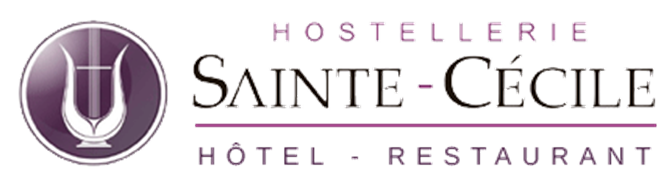 HOSTELLERIE
SAINTE-CÉCILE
HÔTEL - RESTAURANT